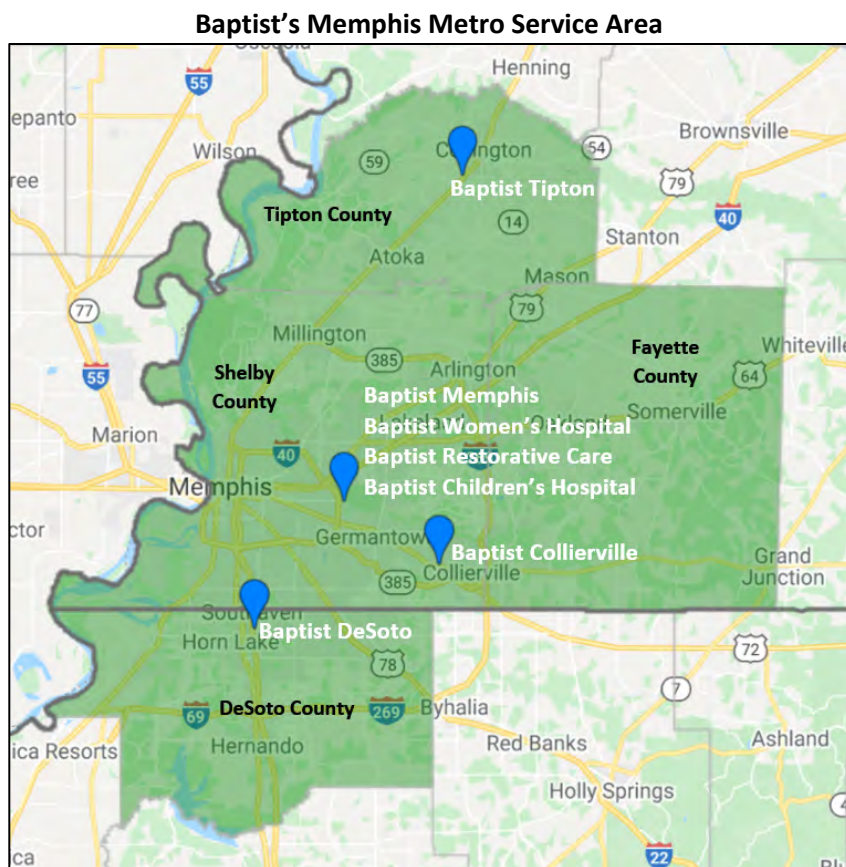 Baptist's Memphis Metro Service Area
Henning
55
epanto
Wilson
Brownsville
54
59
Covington
ree
79
Baptist Tipton
40
Tipton County
14
Stanton
Atoka
Mason
77
79
Millington
Fayette
County
Whiteville
385
Arlington
Shelby
County
64
55
Baptist Memphis
Lakeland
Oakland
Somerville
Baptist Women's Hospital
Marion
40
Baptist Restorative Care
Memphis
Baptist Children's Hospital
ctor
Germantown
Baptist Collierville
Grand
Junction
385
Collierville
Southaven
Baptist DeSoto
Horn Lake
72
78
7
69
DeSoto County
269
Byhalia
ica Resorts
Hernando
Red Banks
Ashland
Holly Springs
4
ca
22